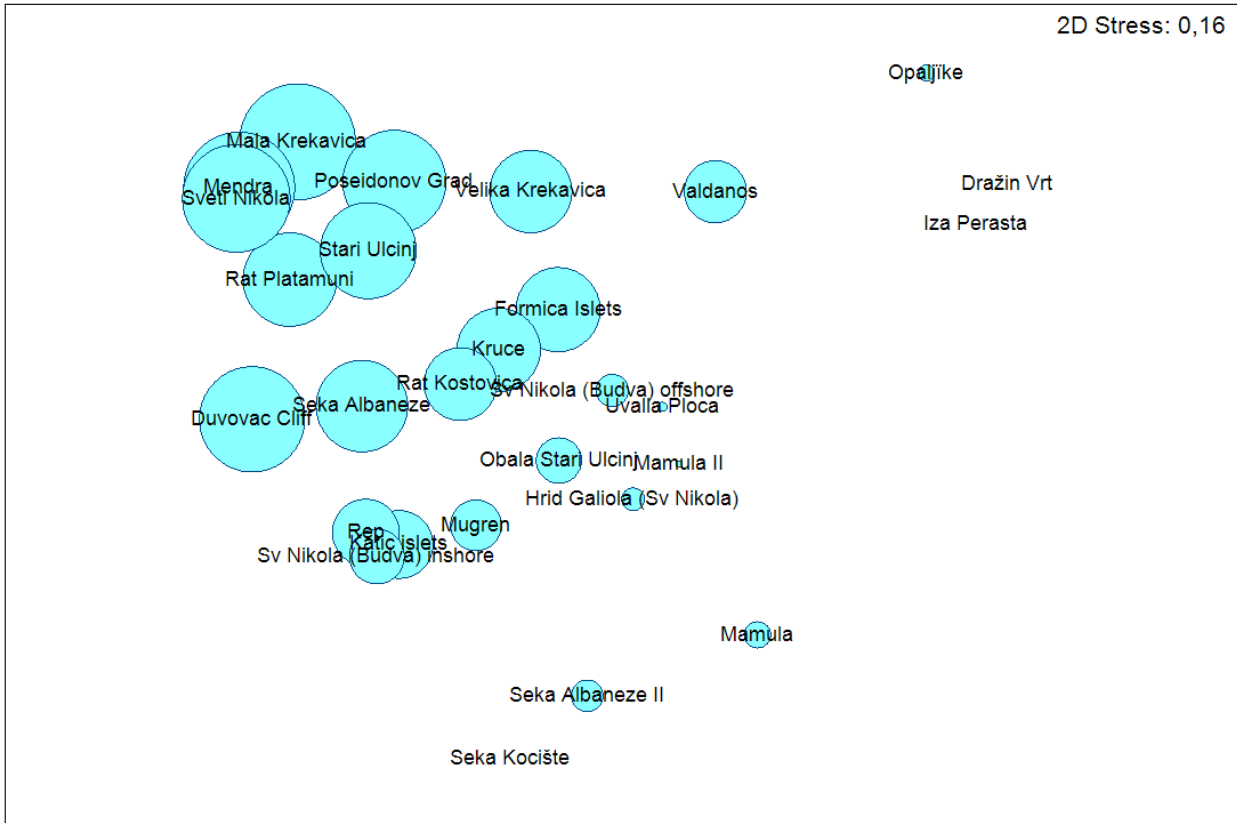 2D Stress: 0,16
Opaljïke
Maja Krekavica
Mendra
Poseidonov Grad
Velika Krekavica
Valdanos
Dražin Vrt
Sveti Nikola
Iza Perasta
Stari Ulcinj
Rat Platamuni
Formica Islets
Kruce
Rat Kostovica
Sv Nikola (Budva) offshore
Seka Albaneze
Uvalla Ploca
Duvovac Cliff
Obala Stari Ulcinj
Mamula II
Hrid Galiola (Sv Nikola)
Mugren
Rep
Katic islets
Sv Nikola (Budva) inshore
Mamula
Seka Albaneze II
Seka Kocište